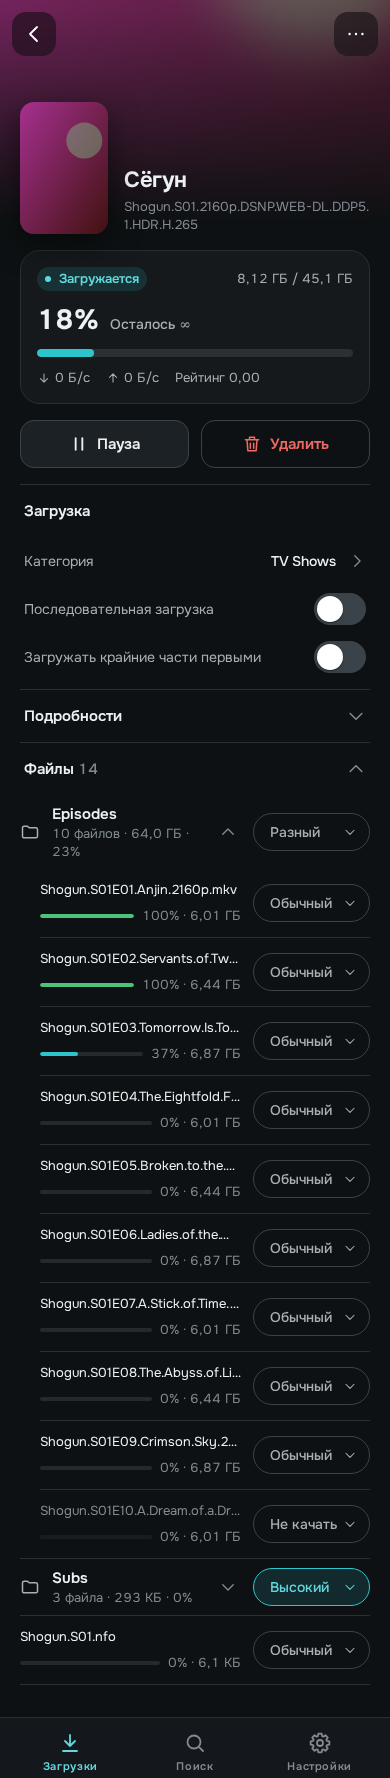 Сёгун
Shogun.S01.2160p.DSNP.WEB-DL.DDP5.
1.HDR.H.265
Загружается
8,12 ГБ / 45,1 ГБ
18% Осталось ∞
↓ 0 Б/с ↑ 0 Б/с Рейтинг 0,00
Пауза
Удалить
Загрузка
Категория TV Shows
Последовательная загрузка
Загружать крайние части первыми
Подробности
Файлы 14
Episodes
10 файлов · 64,0 ГБ ·
23%
Разный
Shogun.S01E01.Anjin.2160p.mkv
100% · 6,01 ГБ
Обычный
Shogun.S01E02.Servants.of.Tw...
100% · 6,44 ГБ
Обычный
Shogun.S01E03.Tomorrow.Is.To...
37% · 6,87 ГБ
Обычный
Shogun.S01E04.The.Eightfold.F...
0% · 6,01 ГБ
Обычный
Shogun.S01E05.Broken.to.the....
0% · 6,44 ГБ
Обычный
Shogun.S01E06.Ladies.of.the....
0% · 6,87 ГБ
Обычный
Shogun.S01E07.A.Stick.of.Time....
0% · 6,01 ГБ
Обычный
Shogun.S01E08.The.Abyss.of.Li...
0% · 6,44 ГБ
Обычный
Shogun.S01E09.Crimson.Sky.2...
0% · 6,87 ГБ
Обычный
Shogun.S01E10.A.Dream.of.a.Dr...
0% · 6,01 ГБ
Не качать
Subs
3 файла · 293 КБ · 0%
Высокий
Shogun.S01.nfo
0% · 6,1 КБ
Обычный
Загрузки
Поиск
Настройки